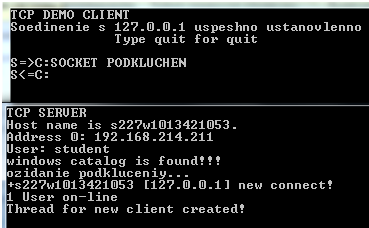 TCP DEMO CLIENT
Soedinenie s 127.0.0.1 uspeshno ustanovlenno
Type quit for quit
S=>C:SOCKET PODKLUCHEN
S<=C:
TCP SERVER
Host name is s227w1013421053.
Address 0: 192.168.214.211
User: student
windows catalog is found!!!
ozidanie podkluceniy...
+s227w1013421053 [127.0.0.1] new connect!
1 User on-line
Thread for new client created!